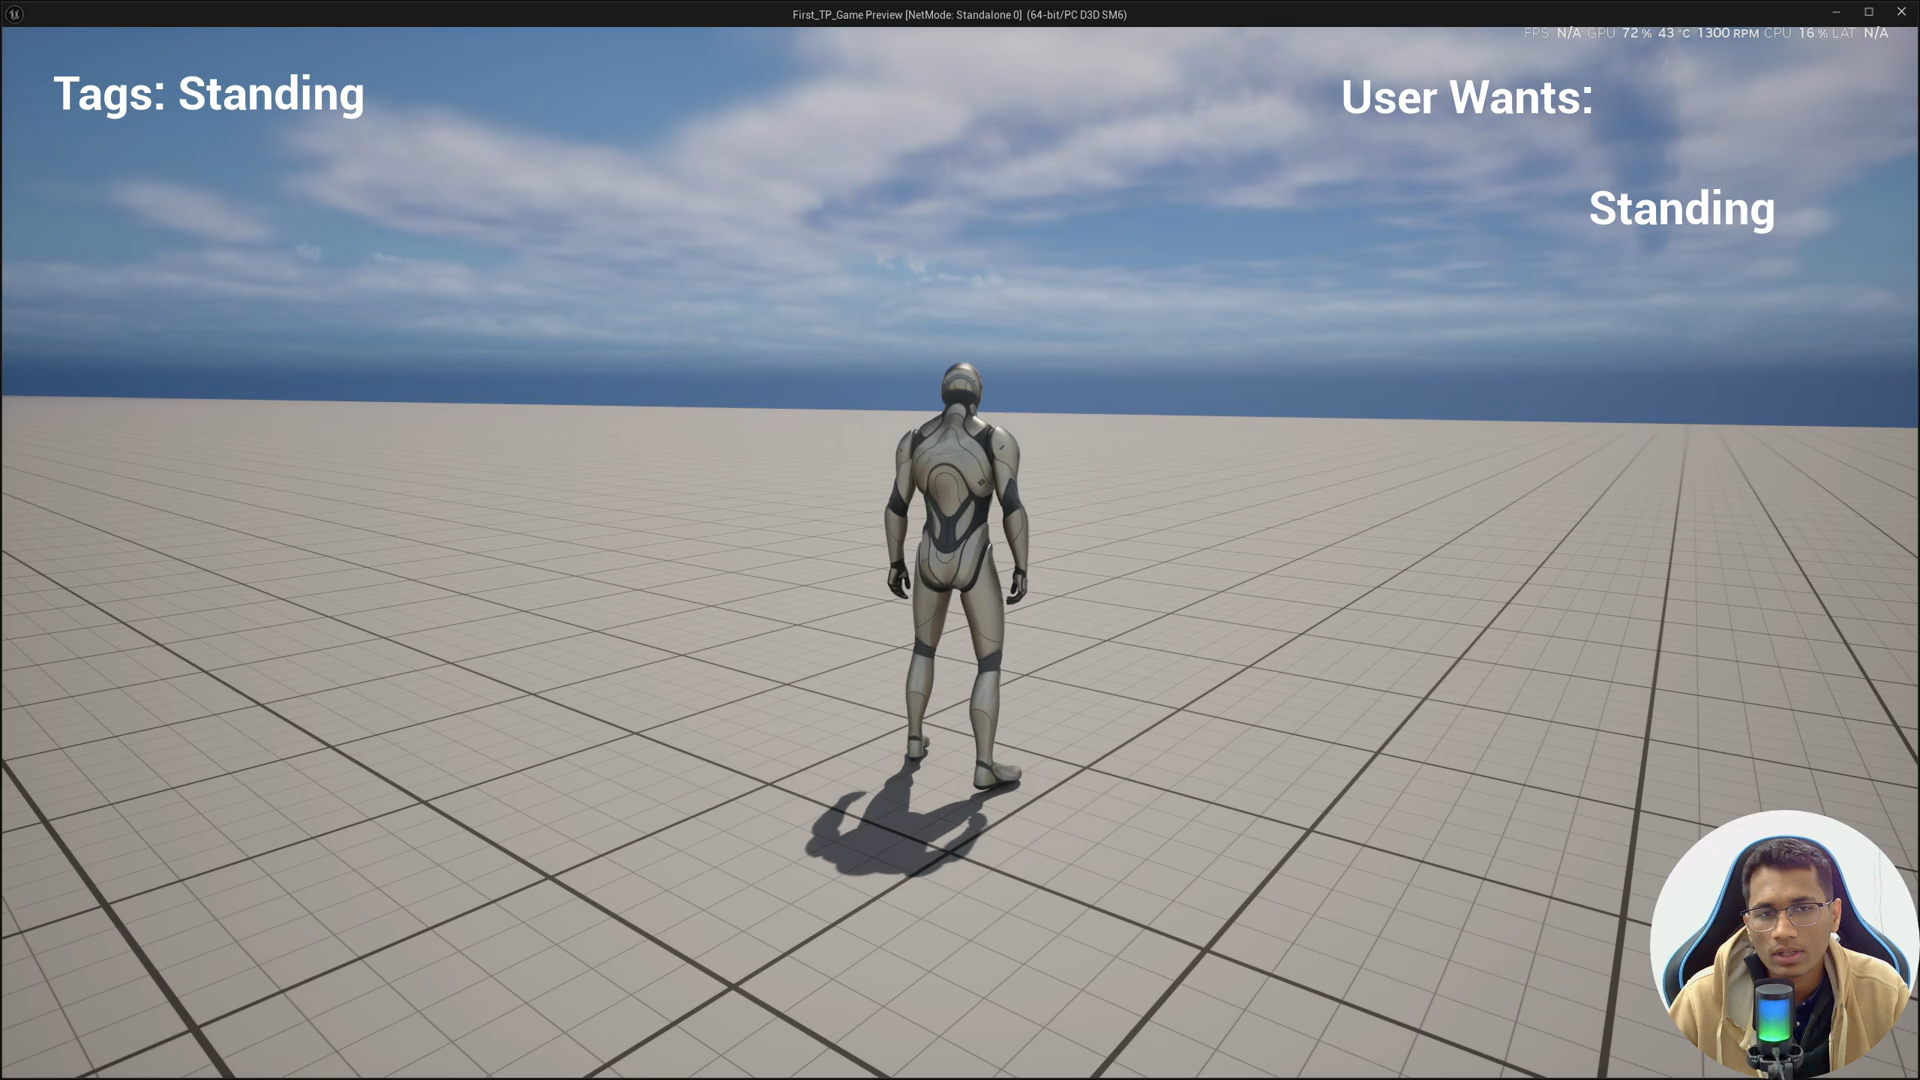 First_TP_Game Preview [NetMode: Standalone 0] (64-bit/PC D3D SM6)
FPS N/A GPU 72 % 43 °C 1300 RPM CPU 16 % LAT N/A
Tags: Standing
User Wants:
Standing